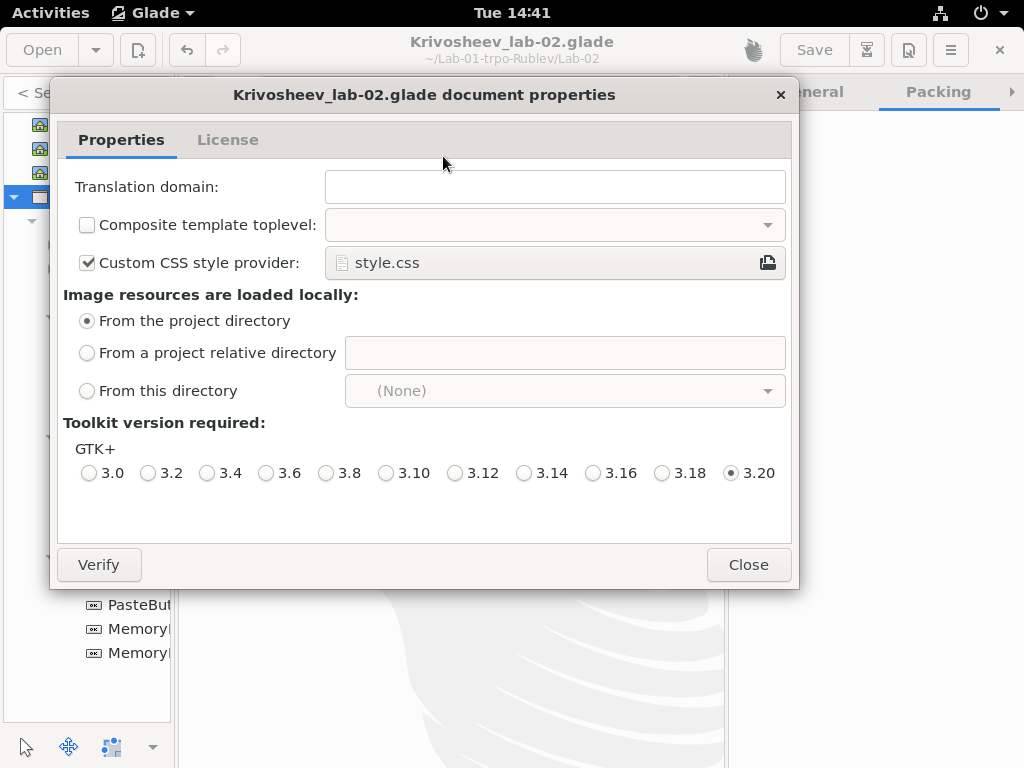 Activities Glade Tue 14:41
Open Krivosheev_lab-02.glade Save
~/Lab-01-trpo-Rublev/Lab-02
< Se
Packing
Krivosheev_lab-02.glade document properties
Properties License
Translation domain:
Composite template toplevel:
Custom CSS style provider: style.css
Image resources are loaded locally:
From the project directory
From a project relative directory
From this directory (None)
Toolkit version required:
GTK+
3.0 3.2 3.4 3.6 3.8 3.10 3.12 3.14 3.16 3.18 3.20
Verify Close
PasteBut
Memory
Memory